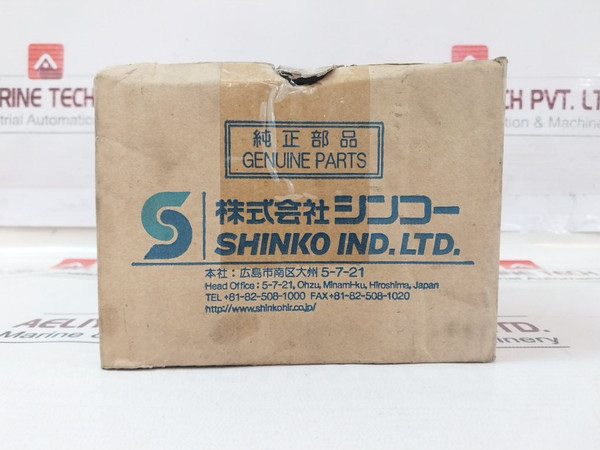 純正部品
GENUINE PARTS
株式会社シンコー
SHINKO IND. LTD.
本社：広島市南区大州 5-7-21
Head Office : 5-7-21, Ohzu, Minami-ku, Hiroshima, Japan
TEL +81-82-508-1000 FAX+81-82-508-1020
http://www.shinkohir.co.jp/